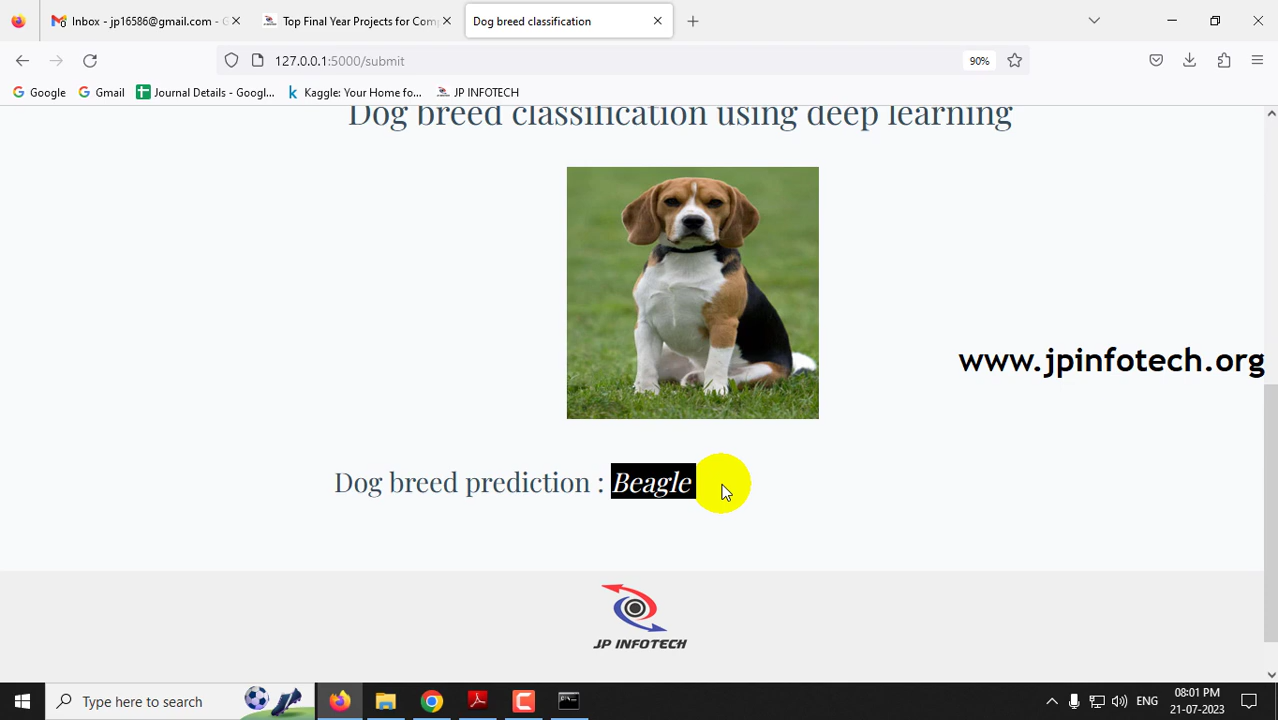 Inbox - jp16586@gmail.com - G
Top Final Year Projects for Comp
Dog breed classification
127.0.0.1:5000/submit
90%
Google
Gmail
Journal Details - Googl...
Kaggle: Your Home fo...
JP INFOTECH
Dog breed classification using deep learning
www.jpinfotech.org
Dog breed prediction : Beagle
JP INFOTECH
Type here to search
ENG
08:01 PM
21-07-2023